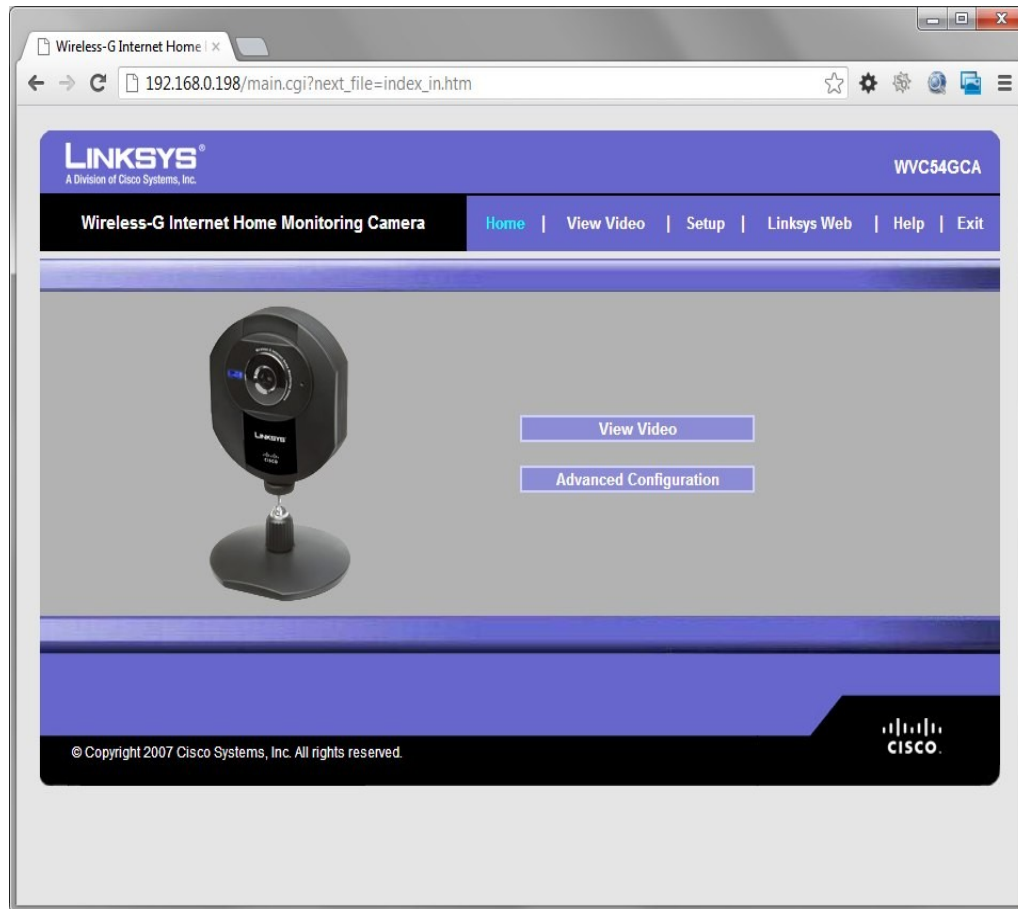 Wireless-G Internet Home
192.168.0.198/main.cgi?next_file=index_in.htm
LINKSYS®
A Division of Cisco Systems, Inc.
WVC54GCA
Wireless-G Internet Home Monitoring Camera
Home | View Video | Setup | Linksys Web | Help | Exit
LINKSYS
CISCO
View Video
Advanced Configuration
© Copyright 2007 Cisco Systems, Inc. All rights reserved.
CISCO.